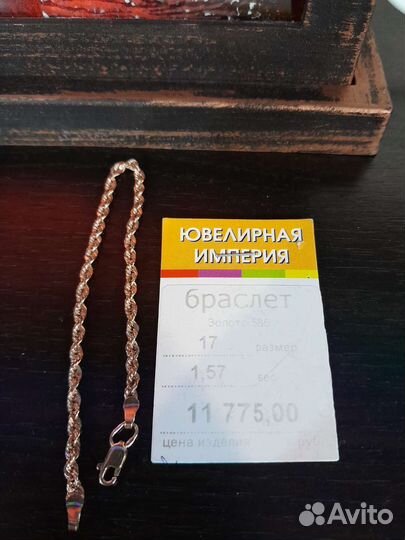 ЮВЕЛИРНАЯ
ИМПЕРИЯ
браслет
Золото 585
17 размер
1,57 вес
11 775,00
цена изделия руб.
Avito